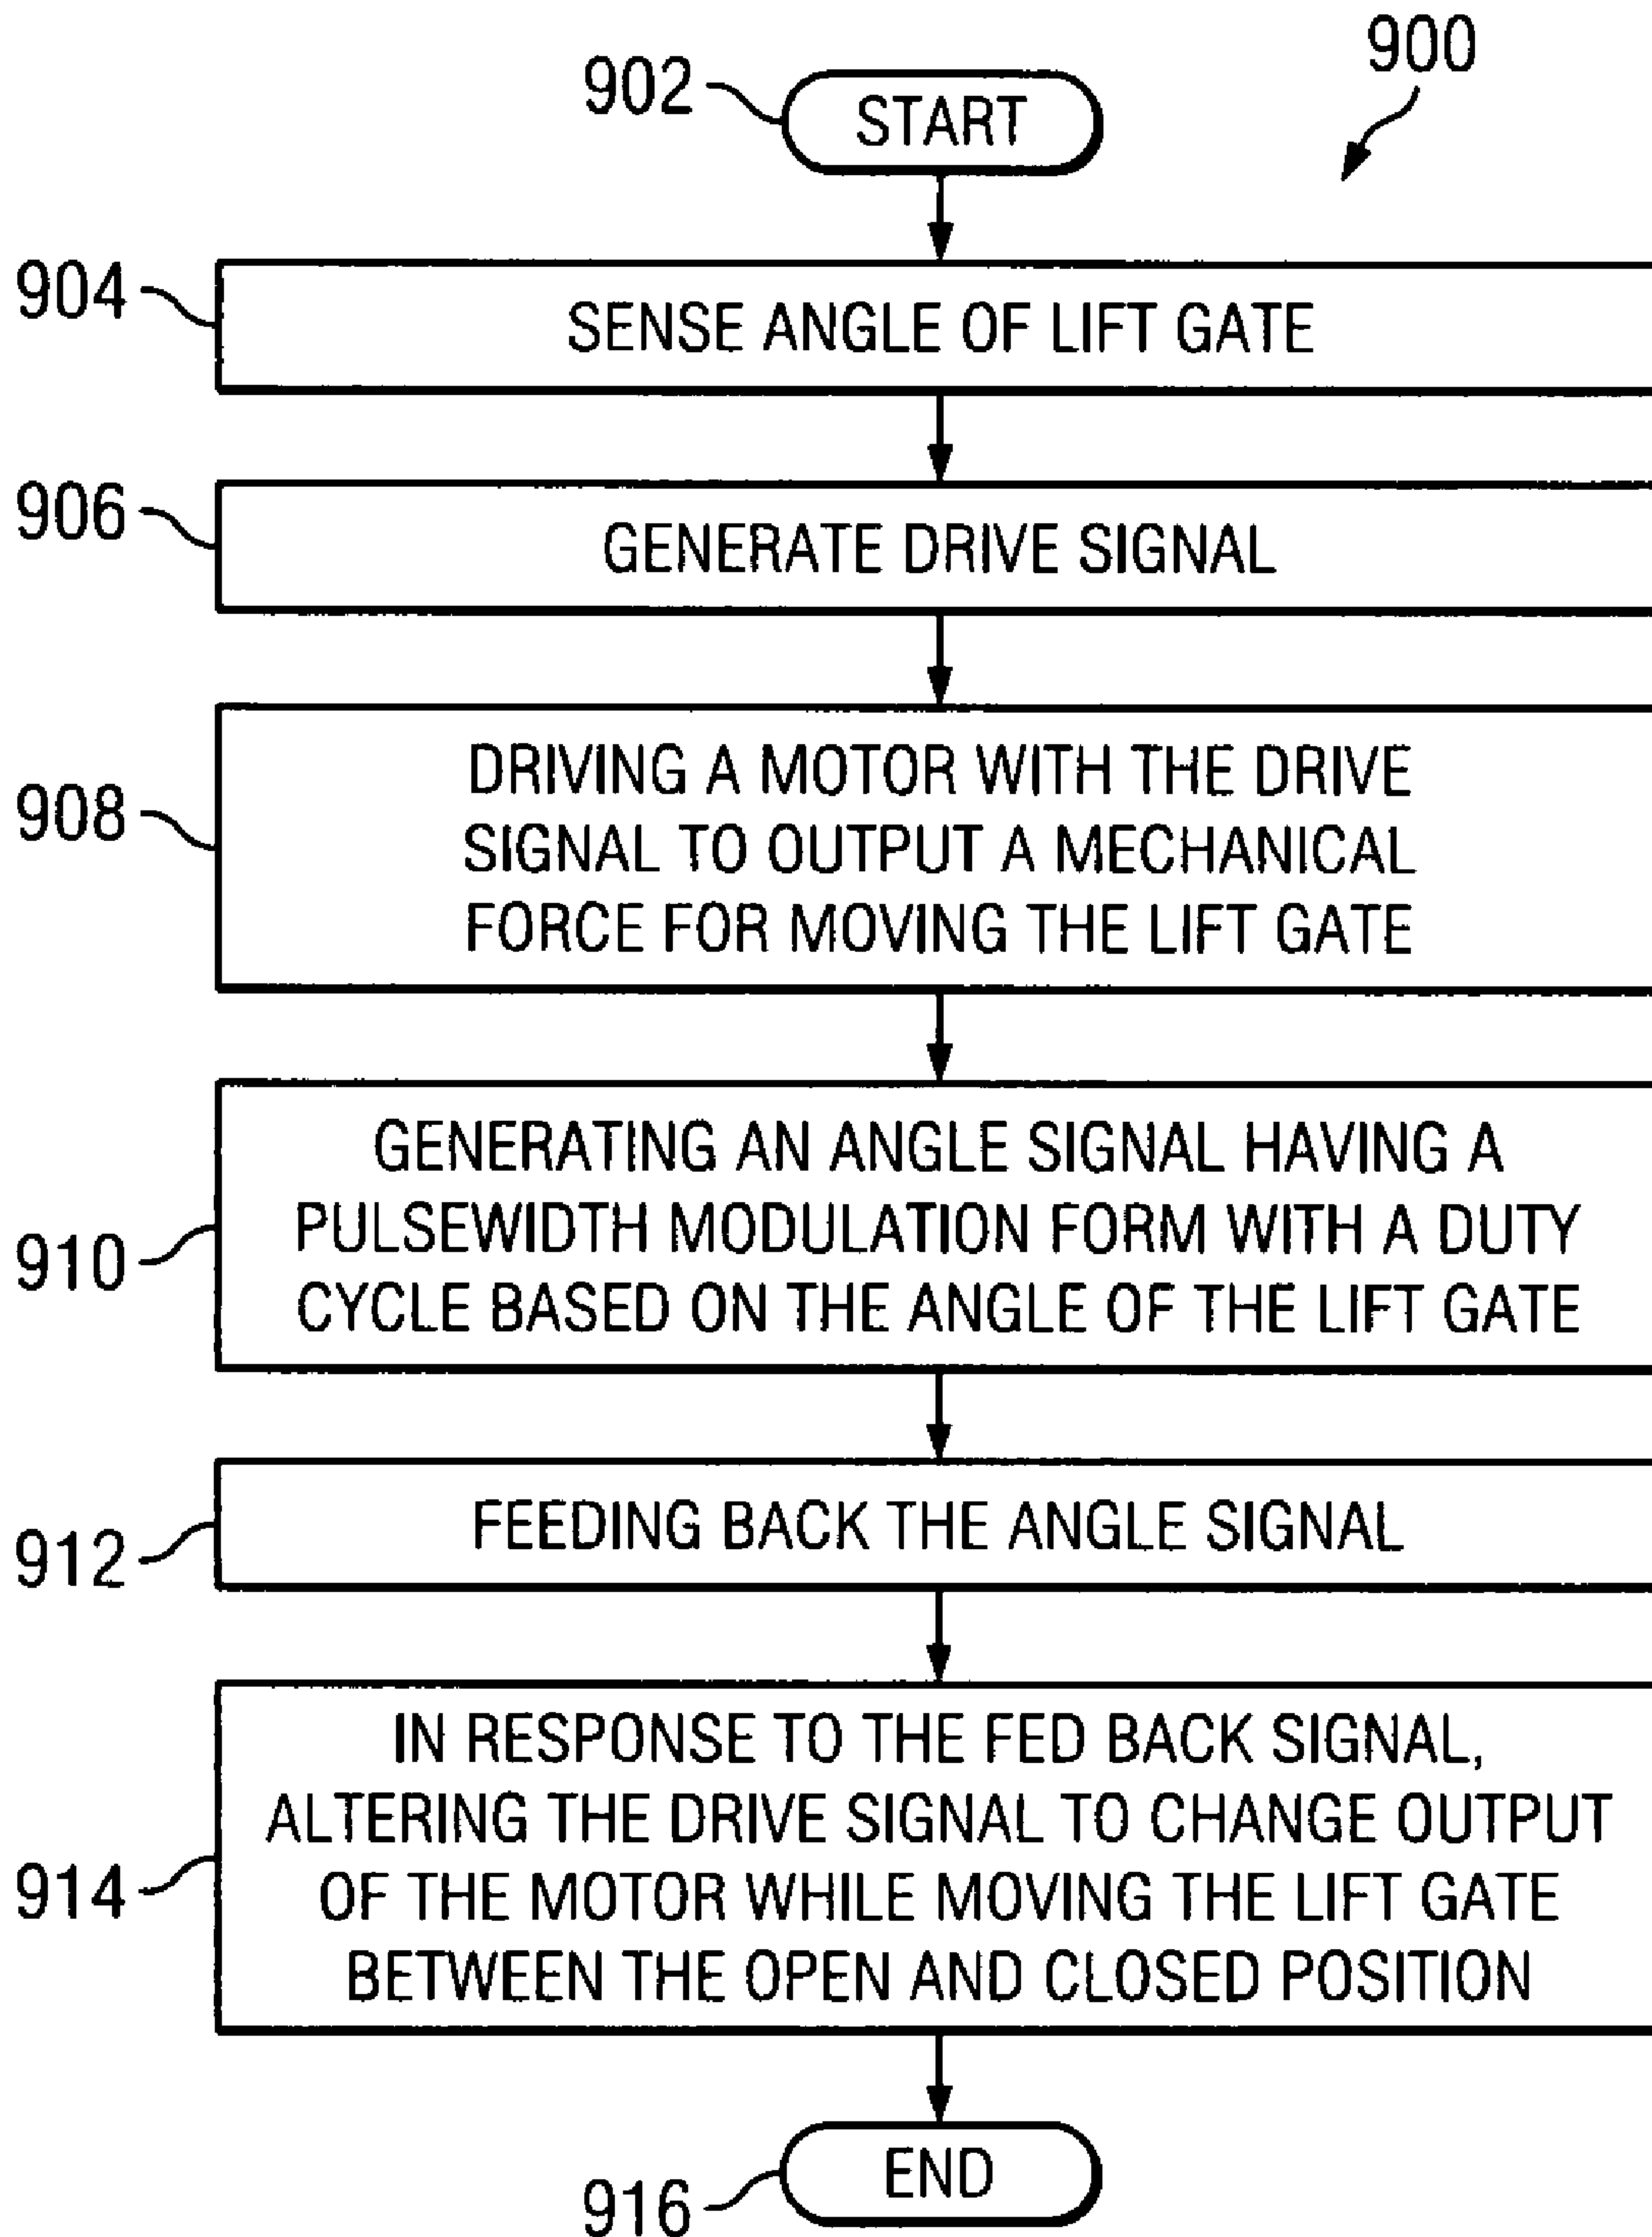 900
902
START
904
SENSE ANGLE OF LIFT GATE
906
GENERATE DRIVE SIGNAL
908
DRIVING A MOTOR WITH THE DRIVE
SIGNAL TO OUTPUT A MECHANICAL
FORCE FOR MOVING THE LIFT GATE
910
GENERATING AN ANGLE SIGNAL HAVING A
PULSEWIDTH MODULATION FORM WITH A DUTY
CYCLE BASED ON THE ANGLE OF THE LIFT GATE
912
FEEDING BACK THE ANGLE SIGNAL
914
IN RESPONSE TO THE FED BACK SIGNAL,
ALTERING THE DRIVE SIGNAL TO CHANGE OUTPUT
OF THE MOTOR WHILE MOVING THE LIFT GATE
BETWEEN THE OPEN AND CLOSED POSITION
916
END